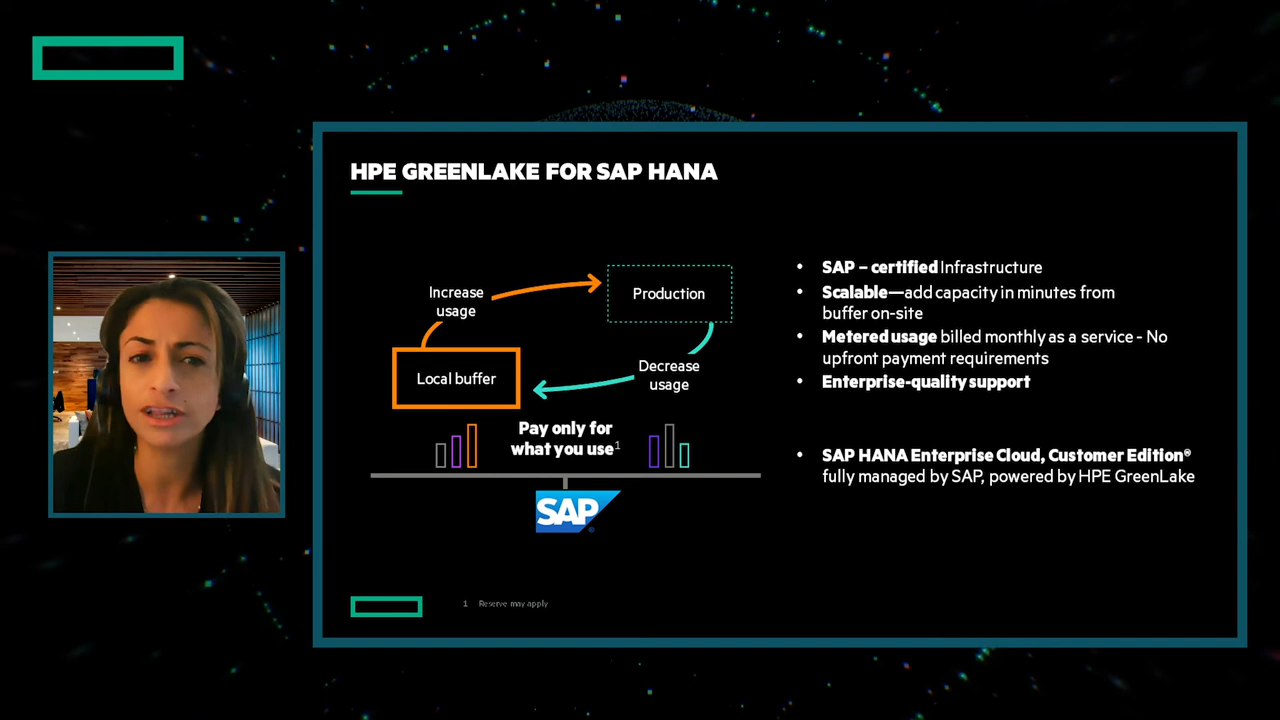 HPE GREENLAKE FOR SAP HANA
Increase
usage
Production
Local buffer
Decrease
usage
Pay only for
what you use1
SAP
®
• SAP – certified Infrastructure
• Scalable—add capacity in minutes from
buffer on-site
• Metered usage billed monthly as a service - No
upfront payment requirements
• Enterprise-quality support
• SAP HANA Enterprise Cloud, Customer Edition®
fully managed by SAP, powered by HPE GreenLake
1 Reserve may apply